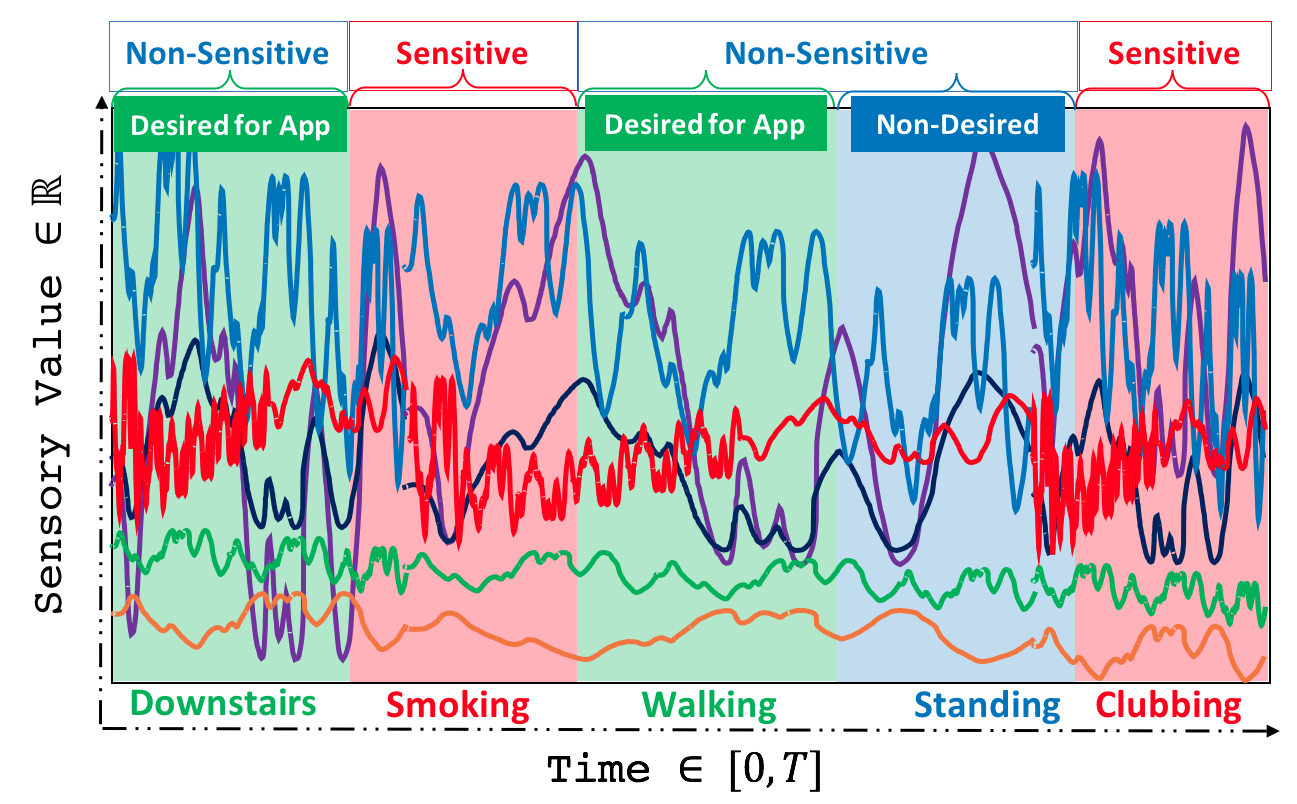 Non-Sensitive
Sensitive
Non-Sensitive
Sensitive
Desired for App
Desired for App
Non-Desired
Sensory Value ∈ ℝ
Downstairs
Smoking
Walking
Standing
Clubbing
Time ∈ [0,T]